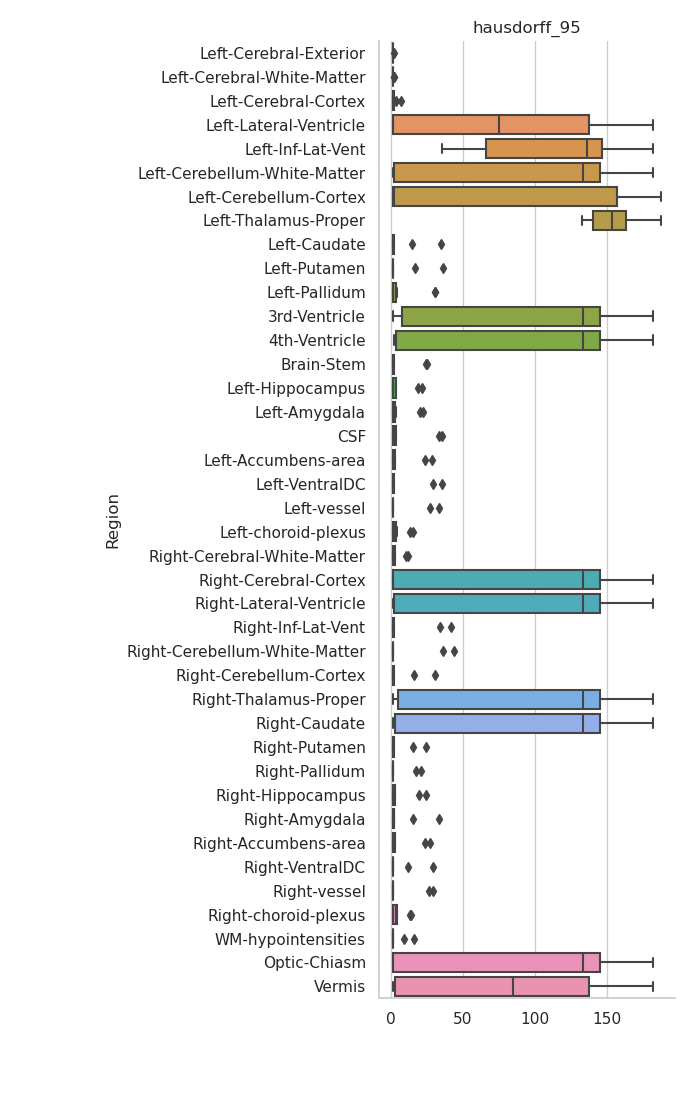 hausdorff_95
Left-Cerebral-Exterior
Left-Cerebral-White-Matter
Left-Cerebral-Cortex
Left-Lateral-Ventricle
Left-Inf-Lat-Vent
Left-Cerebellum-White-Matter
Left-Cerebellum-Cortex
Left-Thalamus-Proper
Left-Caudate
Left-Putamen
Left-Pallidum
3rd-Ventricle
4th-Ventricle
Brain-Stem
Left-Hippocampus
Left-Amygdala
CSF
Left-Accumbens-area
Left-VentralDC
Left-vessel
Left-choroid-plexus
Right-Cerebral-White-Matter
Right-Cerebral-Cortex
Right-Lateral-Ventricle
Right-Inf-Lat-Vent
Right-Cerebellum-White-Matter
Right-Cerebellum-Cortex
Right-Thalamus-Proper
Right-Caudate
Right-Putamen
Right-Pallidum
Right-Hippocampus
Right-Amygdala
Right-Accumbens-area
Right-VentralDC
Right-vessel
Right-choroid-plexus
WM-hypointensities
Optic-Chiasm
Vermis
Region
0 50 100 150